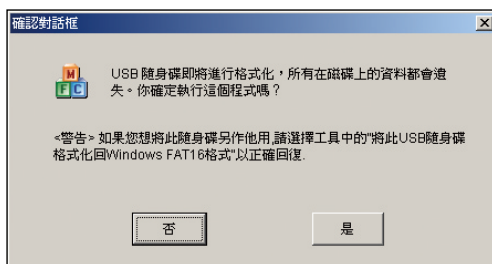 確認對話框
USB 隨身碟即將進行格式化，所有在磁碟上的資料都會遺
失。你確定執行這個程式嗎？
<警告> 如果您想將此隨身碟另作他用,請選擇工具中的"將此USB隨身碟
格式化回Windows FAT16格式"以正確回復.
否
是